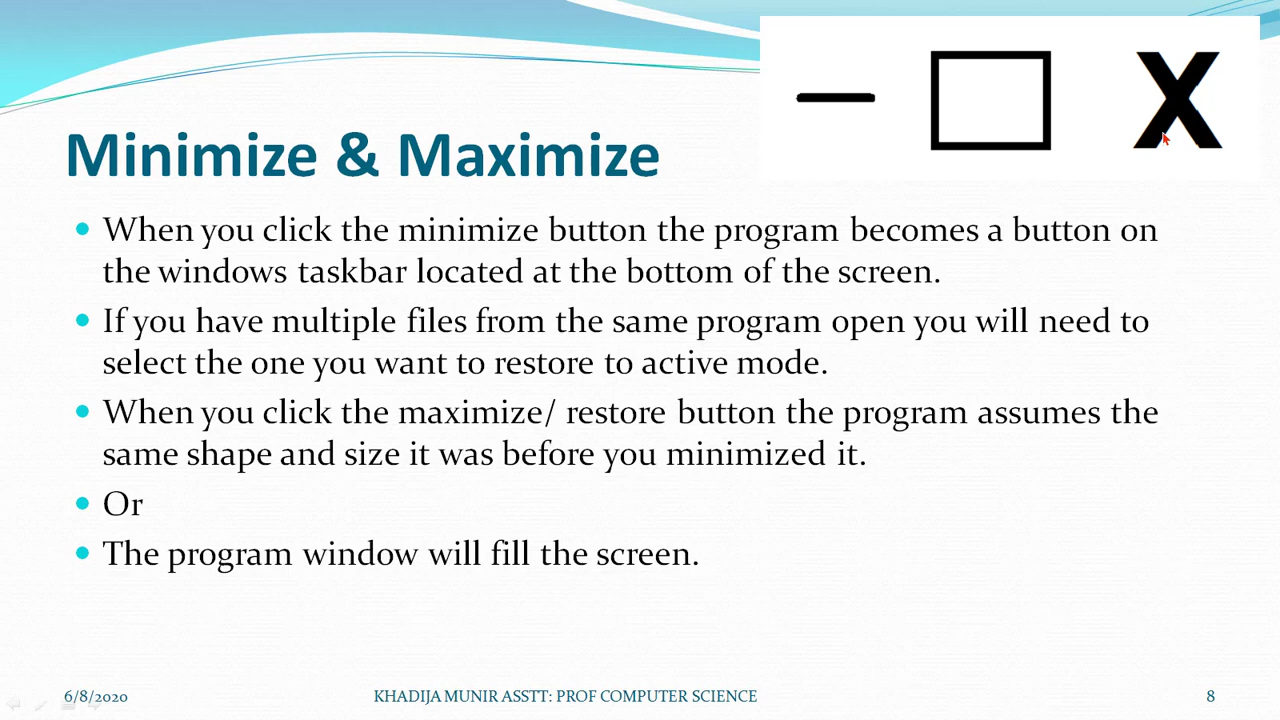 Minimize & Maximize
• When you click the minimize button the program becomes a button on
the windows taskbar located at the bottom of the screen.
• If you have multiple files from the same program open you will need to
select the one you want to restore to active mode.
• When you click the maximize/ restore button the program assumes the
same shape and size it was before you minimized it.
• Or
• The program window will fill the screen.
6/8/2020 KHADIJA MUNIR ASSTT: PROF COMPUTER SCIENCE 8